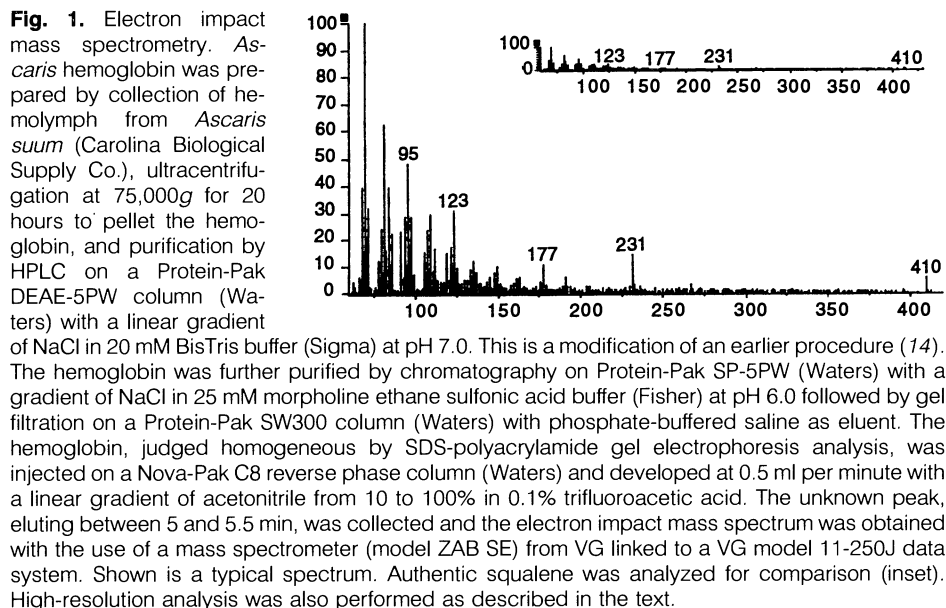 Fig. 1. Electron impact
mass spectrometry. As-
caris hemoglobin was pre-
pared by collection of he-
molymph from Ascaris
suum (Carolina Biological
Supply Co.), ultracentrifu-
gation at 75,000g for 20
hours to pellet the hemo-
globin, and purification by
HPLC on a Protein-Pak
DEAE-5PW column (Wa-
ters) with a linear gradient
100
90
80
70
60
50
40
30
20
10
0
95
123
177
231
410
100 150 200 250 300 350 400
100
0
123 177 231 410
100 150 200 250 300 350 400
of NaCl in 20 mM BisTris buffer (Sigma) at pH 7.0. This is a modification of an earlier procedure (14).
The hemoglobin was further purified by chromatography on Protein-Pak SP-5PW (Waters) with a
gradient of NaCl in 25 mM morpholine ethane sulfonic acid buffer (Fisher) at pH 6.0 followed by gel
filtration on a Protein-Pak SW300 column (Waters) with phosphate-buffered saline as eluent. The
hemoglobin, judged homogeneous by SDS-polyacrylamide gel electrophoresis analysis, was
injected on a Nova-Pak C8 reverse phase column (Waters) and developed at 0.5 ml per minute with
a linear gradient of acetonitrile from 10 to 100% in 0.1% trifluoroacetic acid. The unknown peak,
eluting between 5 and 5.5 min, was collected and the electron impact mass spectrum was obtained
with the use of a mass spectrometer (model ZAB SE) from VG linked to a VG model 11-250J data
system. Shown is a typical spectrum. Authentic squalene was analyzed for comparison (inset).
High-resolution analysis was also performed as described in the text.